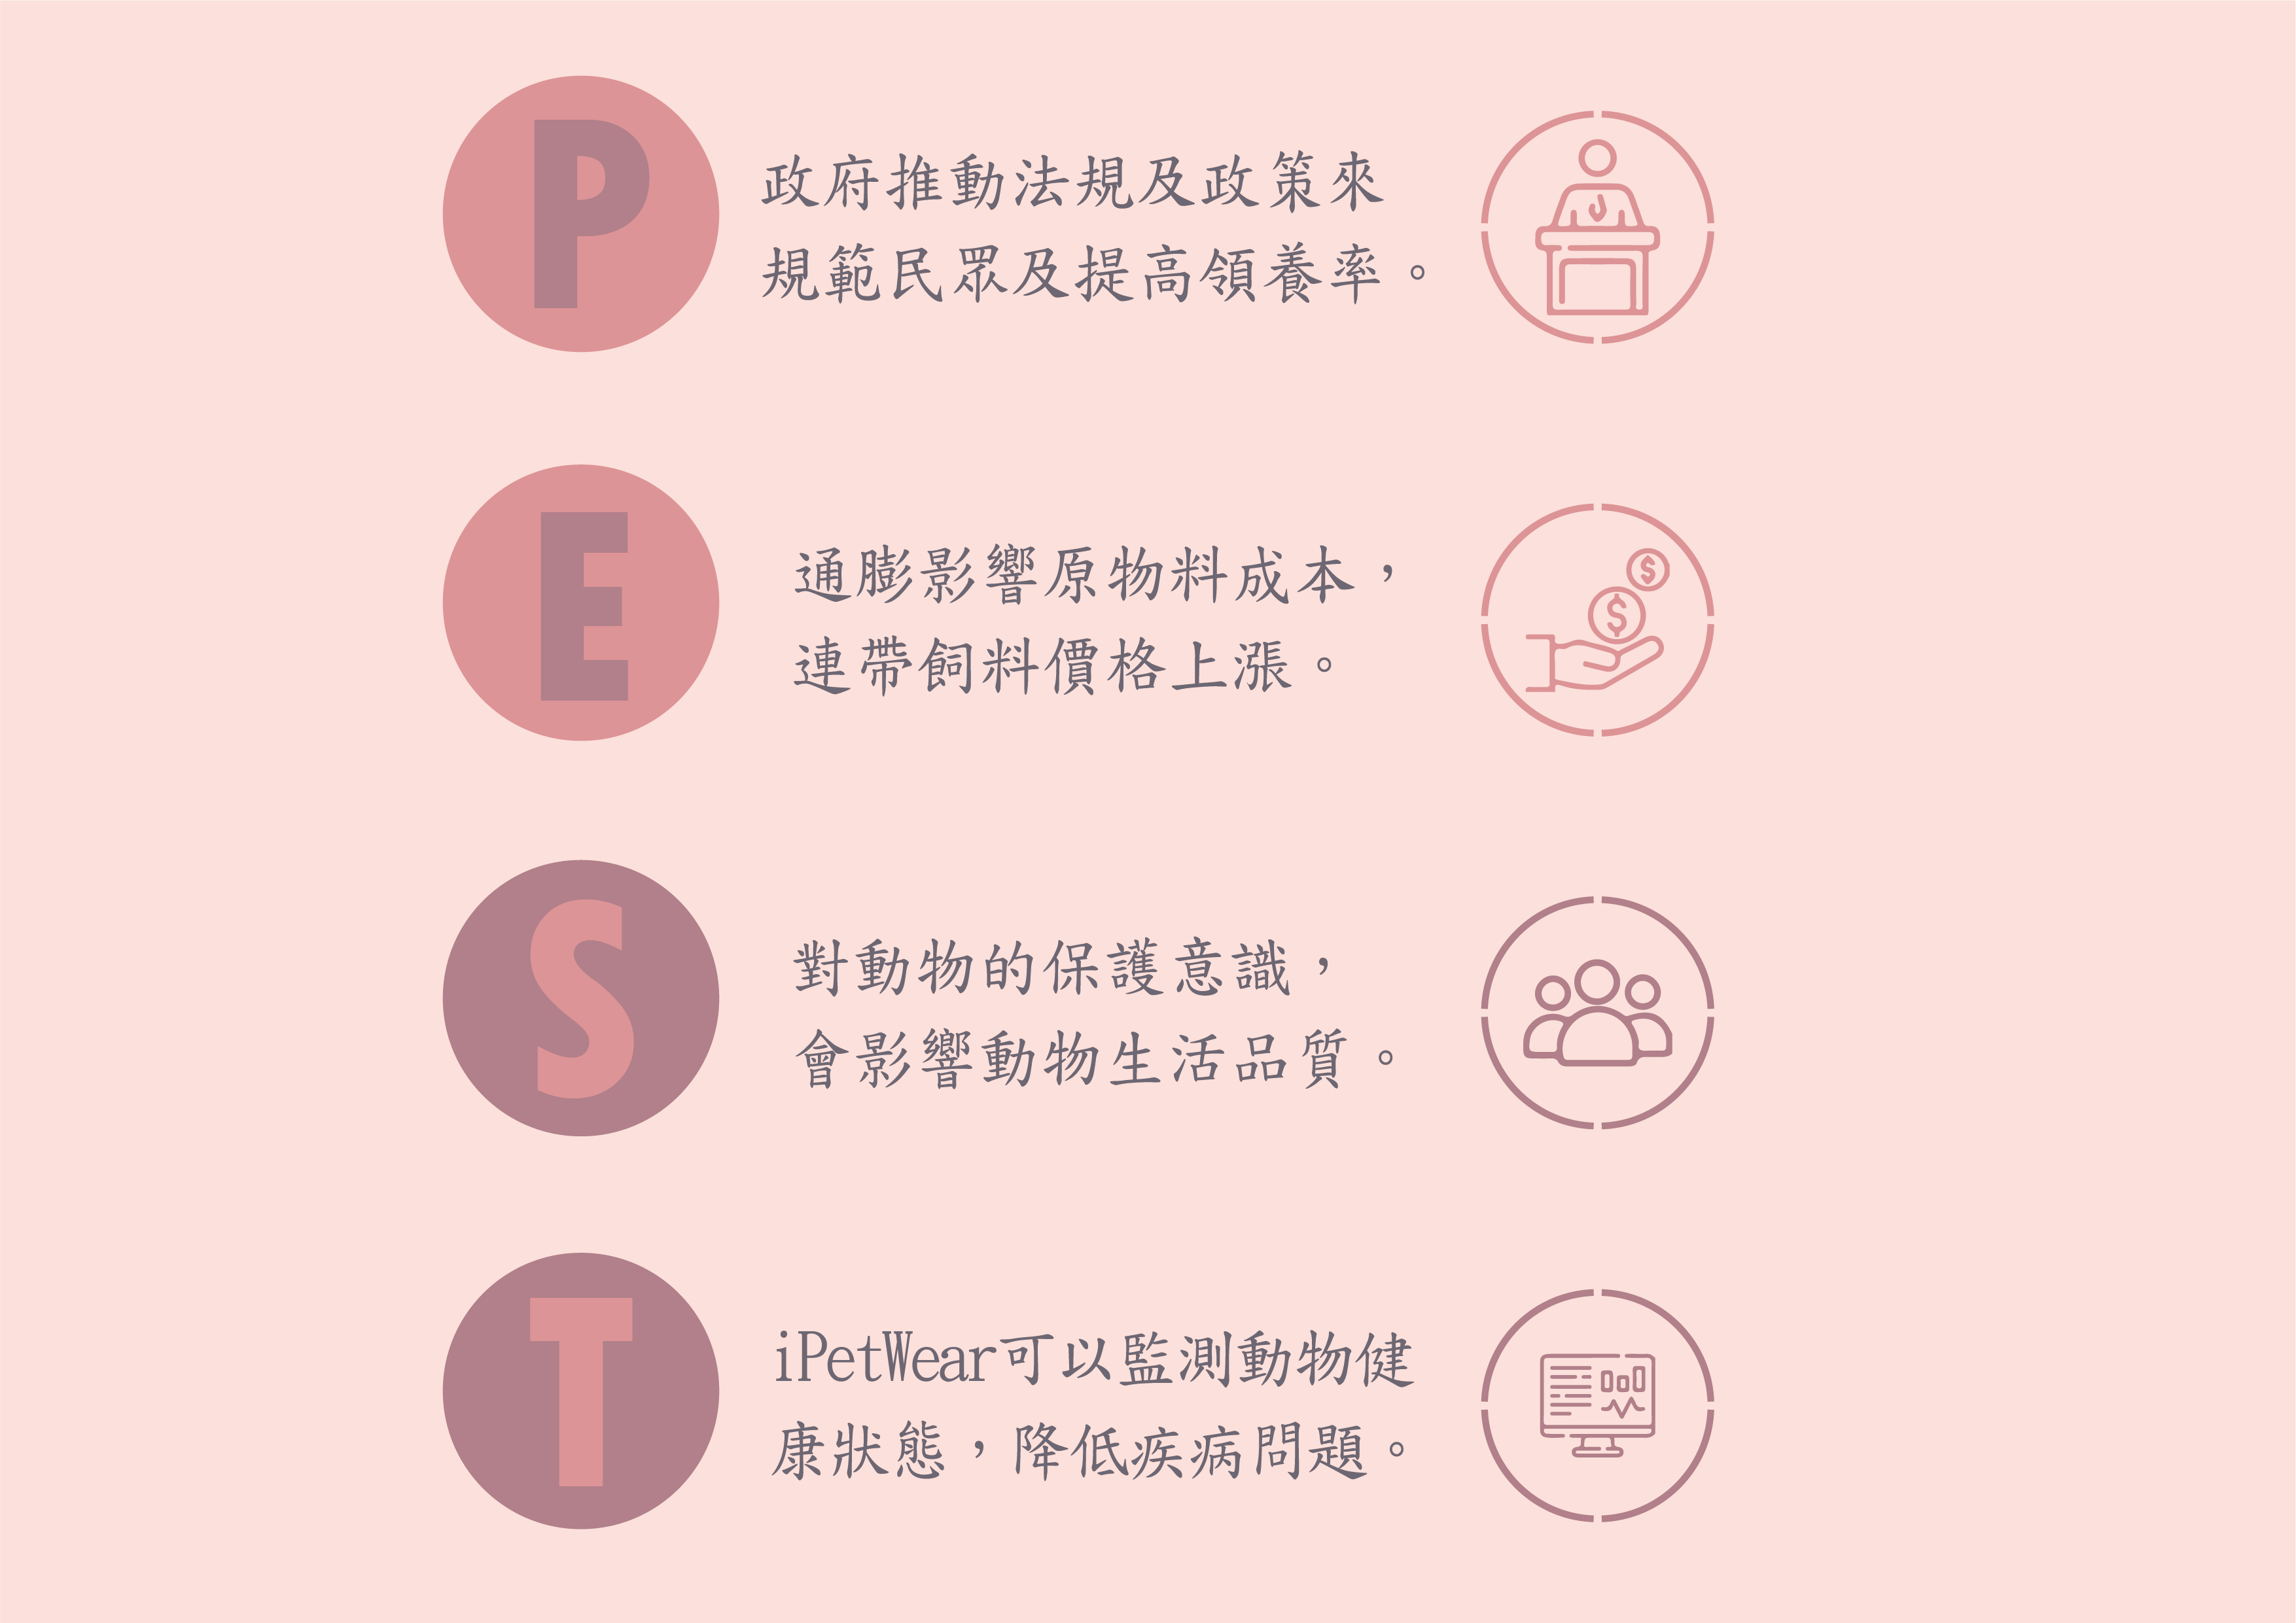 P
政府推動法規及政策來
規範民眾及提高領養率。
E
通膨影響原物料成本，
連帶飼料價格上漲。
$
$
S
對動物的保護意識，
會影響動物生活品質。
T
iPetWear可以監測動物健
康狀態，降低疾病問題。